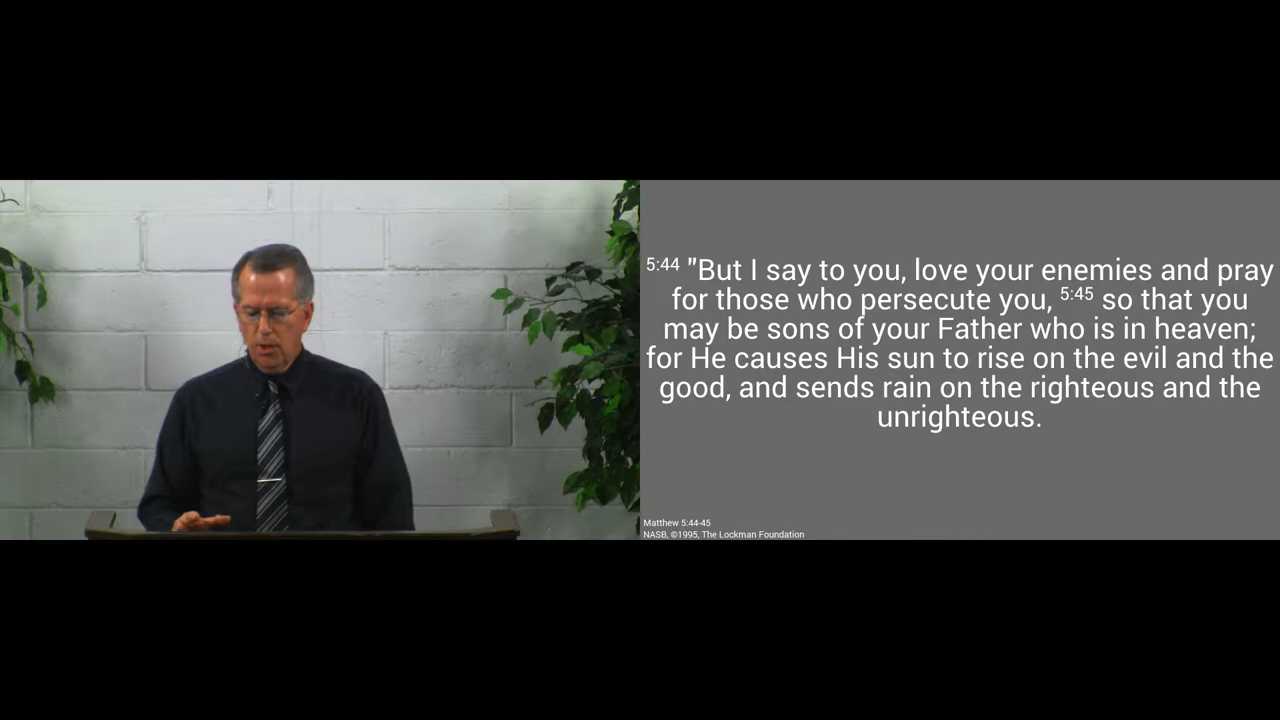 5:44 "But I say to you, love your enemies and pray
for those who persecute you, 5:45 so that you
may be sons of your Father who is in heaven;
for He causes His sun to rise on the evil and the
good, and sends rain on the righteous and the
unrighteous.
Matthew 5:44-45
NASB, ©1995, The Lockman Foundation